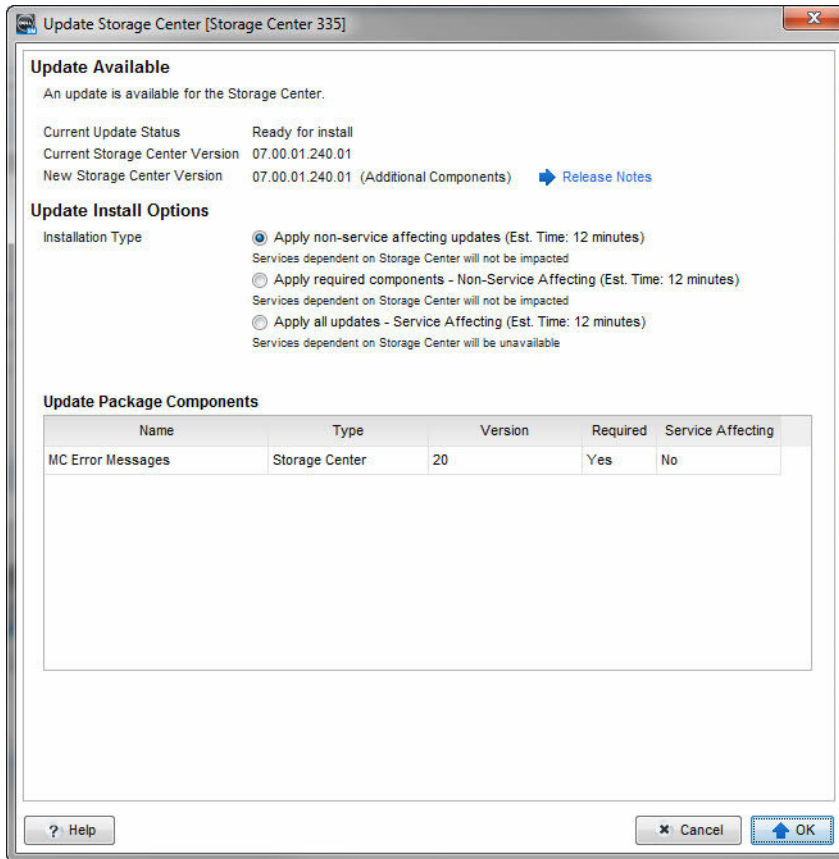 Update Storage Center [Storage Center 335]
Update Available
An update is available for the Storage Center.
Current Update Status Ready for install
Current Storage Center Version 07.00.01.240.01
New Storage Center Version 07.00.01.240.01 (Additional Components) Release Notes
Update Install Options
Installation Type Apply non-service affecting updates (Est. Time: 12 minutes)
Services dependent on Storage Center will not be impacted
Apply required components - Non-Service Affecting (Est. Time: 12 minutes)
Services dependent on Storage Center will not be impacted
Apply all updates - Service Affecting (Est. Time: 12 minutes)
Services dependent on Storage Center will be unavailable
Update Package Components
Name Type Version Required Service Affecting
MC Error Messages Storage Center 20 Yes No
? Help Cancel OK